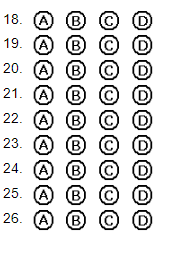 18. A B C D
19. A B C D
20. A B C D
21. A B C D
22. A B C D
23. A B C D
24. A B C D
25. A B C D
26. A B C D